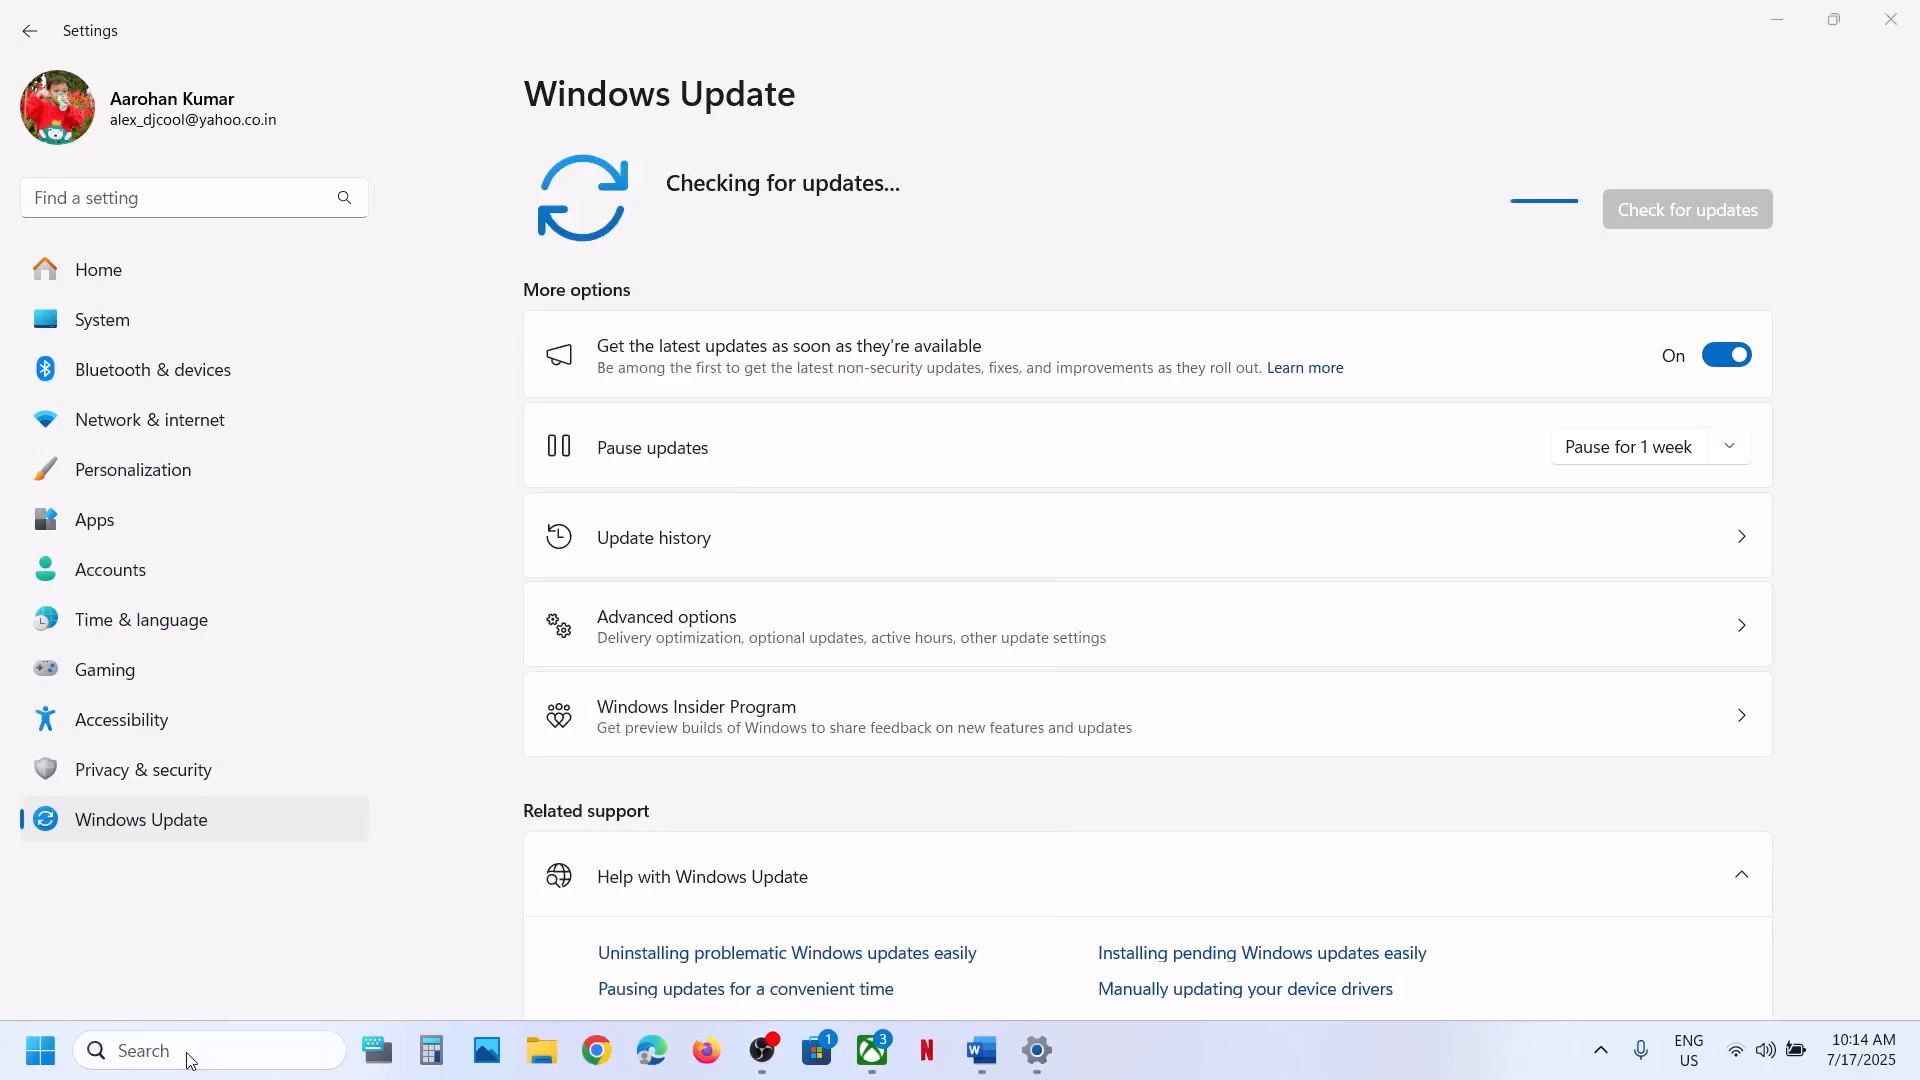 Settings
Aarohan Kumar
alex_djcool@yahoo.co.in
Find a setting
Home
System
Bluetooth & devices
Network & internet
Personalization
Apps
Accounts
Time & language
Gaming
Accessibility
Privacy & security
Windows Update
Windows Update
Checking for updates...
Check for updates
More options
Get the latest updates as soon as they're available
Be among the first to get the latest non-security updates, fixes, and improvements as they roll out. Learn more
On
Pause updates
Pause for 1 week
Update history
Advanced options
Delivery optimization, optional updates, active hours, other update settings
Windows Insider Program
Get preview builds of Windows to share feedback on new features and updates
Related support
Help with Windows Update
Uninstalling problematic Windows updates easily
Installing pending Windows updates easily
Pausing updates for a convenient time
Manually updating your device drivers
Search
1
3
N
W
ENG
US
10:14 AM
7/17/2025